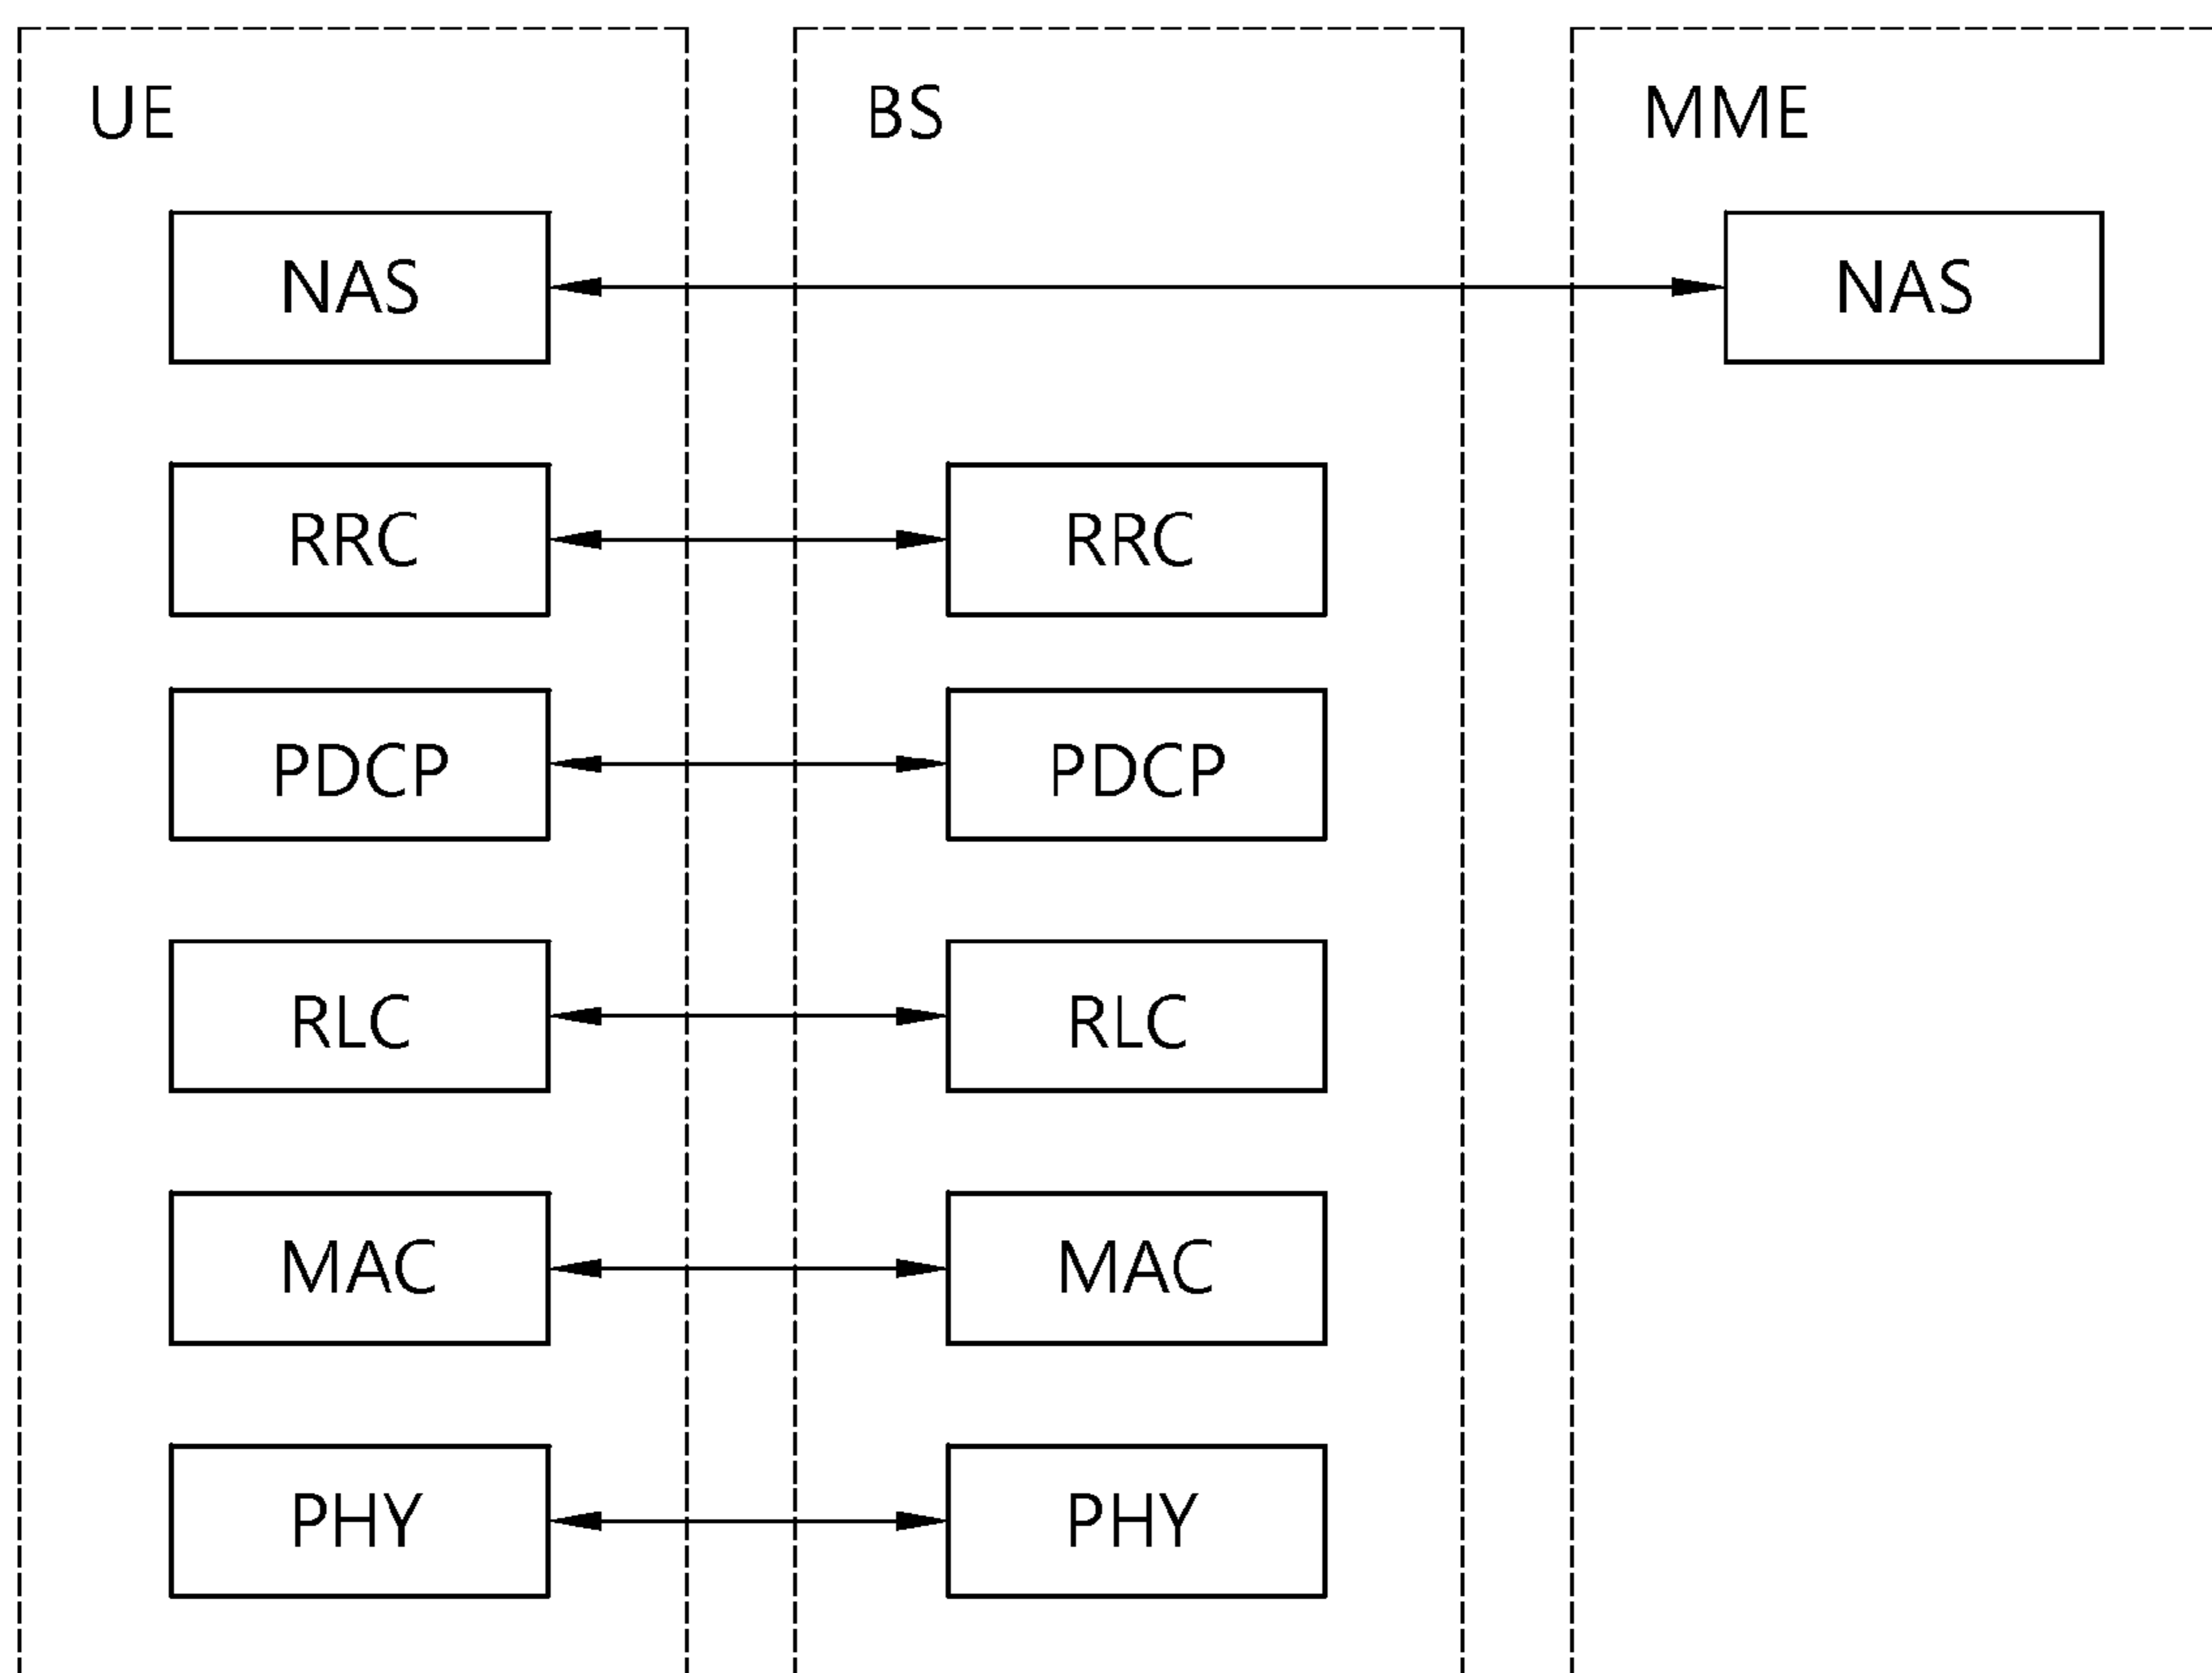 UE
BS
MME
NAS
NAS
RRC
RRC
PDCP
PDCP
RLC
RLC
MAC
MAC
PHY
PHY